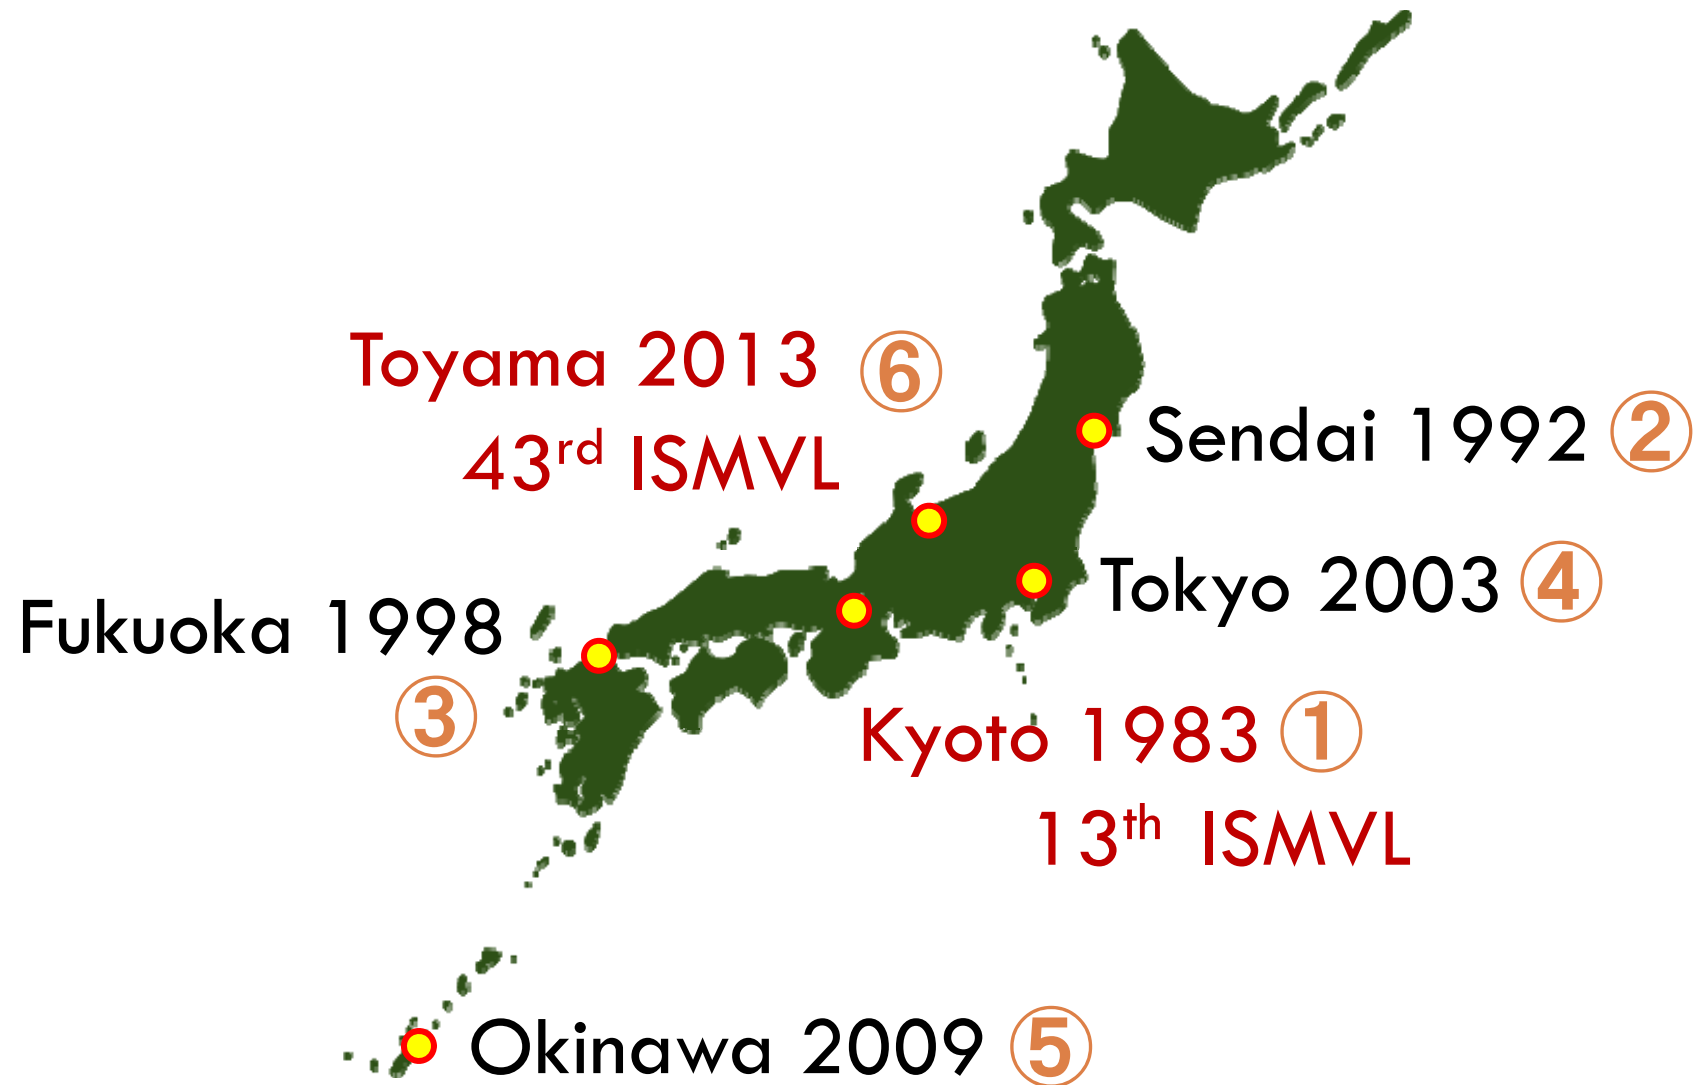 Toyama 2013 ⑥
43rd ISMVL
Sendai 1992 ②
Tokyo 2003 ④
Fukuoka 1998
③
Kyoto 1983 ①
13th ISMVL
Okinawa 2009 ⑤